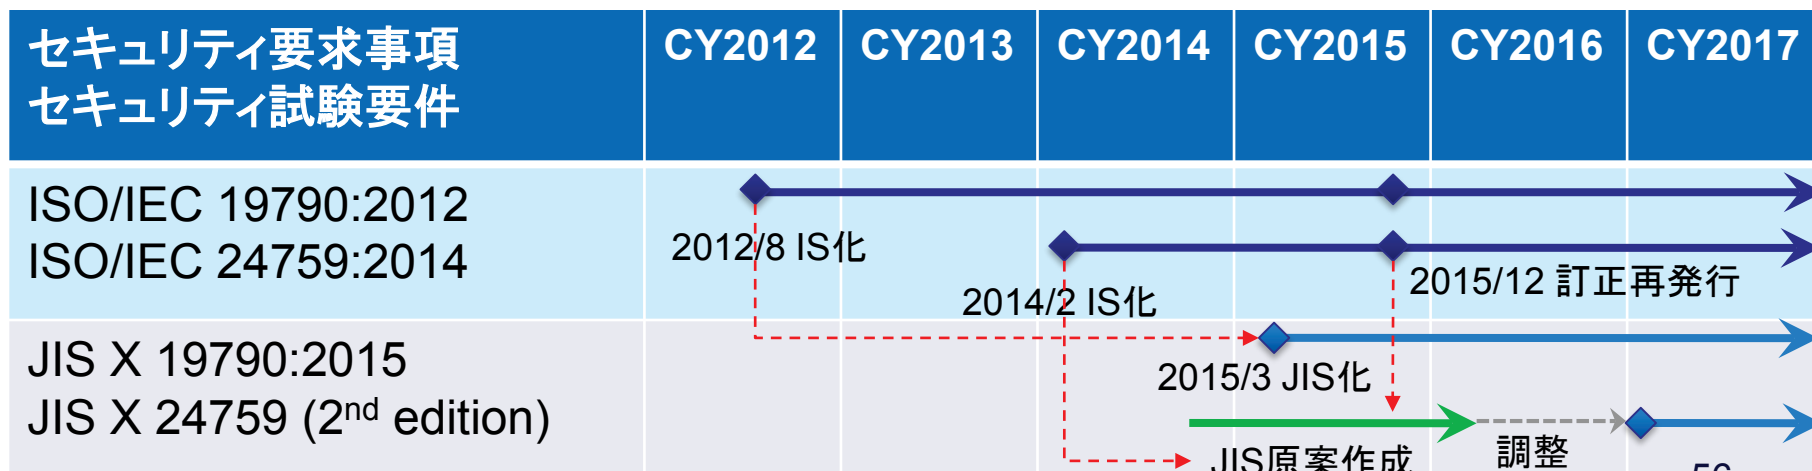 セキュリティ要求事項
セキュリティ試験要件
CY2012
CY2013
CY2014
CY2015
CY2016
CY2017
ISO/IEC 19790:2012
ISO/IEC 24759:2014
2012/8 IS化
2014/2 IS化
2015/12 訂正再発行
JIS X 19790:2015
JIS X 24759 (2nd edition)
2015/3 JIS化
JIS原案作成
調整
56